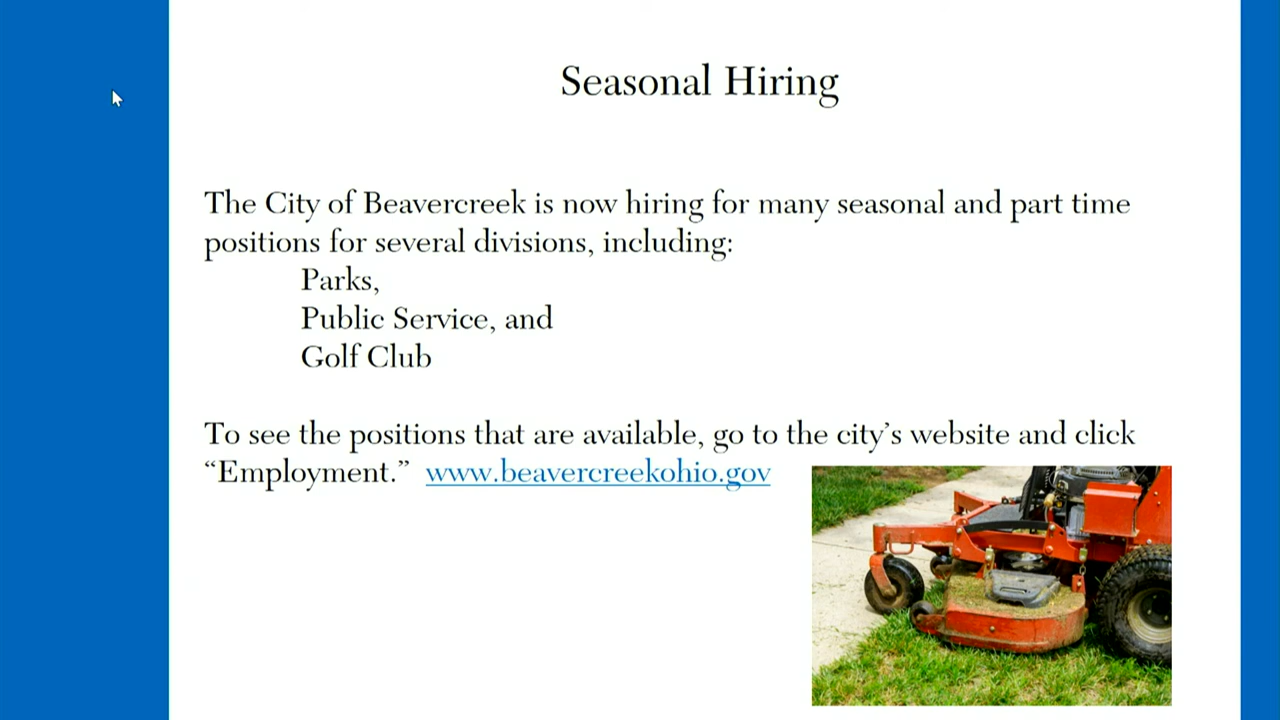 Seasonal Hiring
The City of Beavercreek is now hiring for many seasonal and part time
positions for several divisions, including:
Parks,
Public Service, and
Golf Club
To see the positions that are available, go to the city’s website and click
“Employment.” www.beavercreekohio.gov